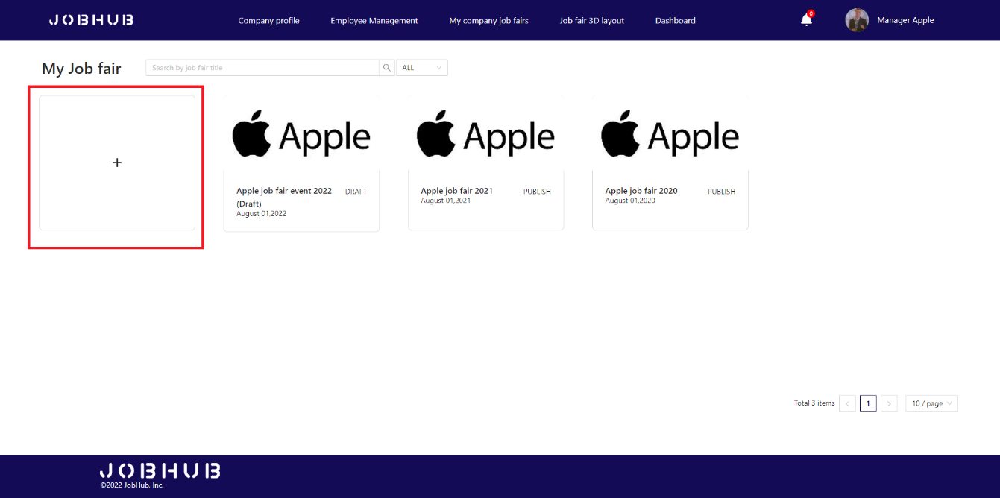 JOBHUB Company profile Employee Management My company job fairs Job fair 3D layout Dashboard 0 Manager Apple
My Job fair Search by job fair title ALL
+
Apple Apple Apple
Apple job fair event 2022 DRAFT
(Draft)
August 01,2022
Apple job fair 2021 PUBLISH
August 01,2021
Apple job fair 2020 PUBLISH
August 01,2020
Total 3 items < 1 > 10 / page
JOBHUB
©2022 JobHub, Inc.